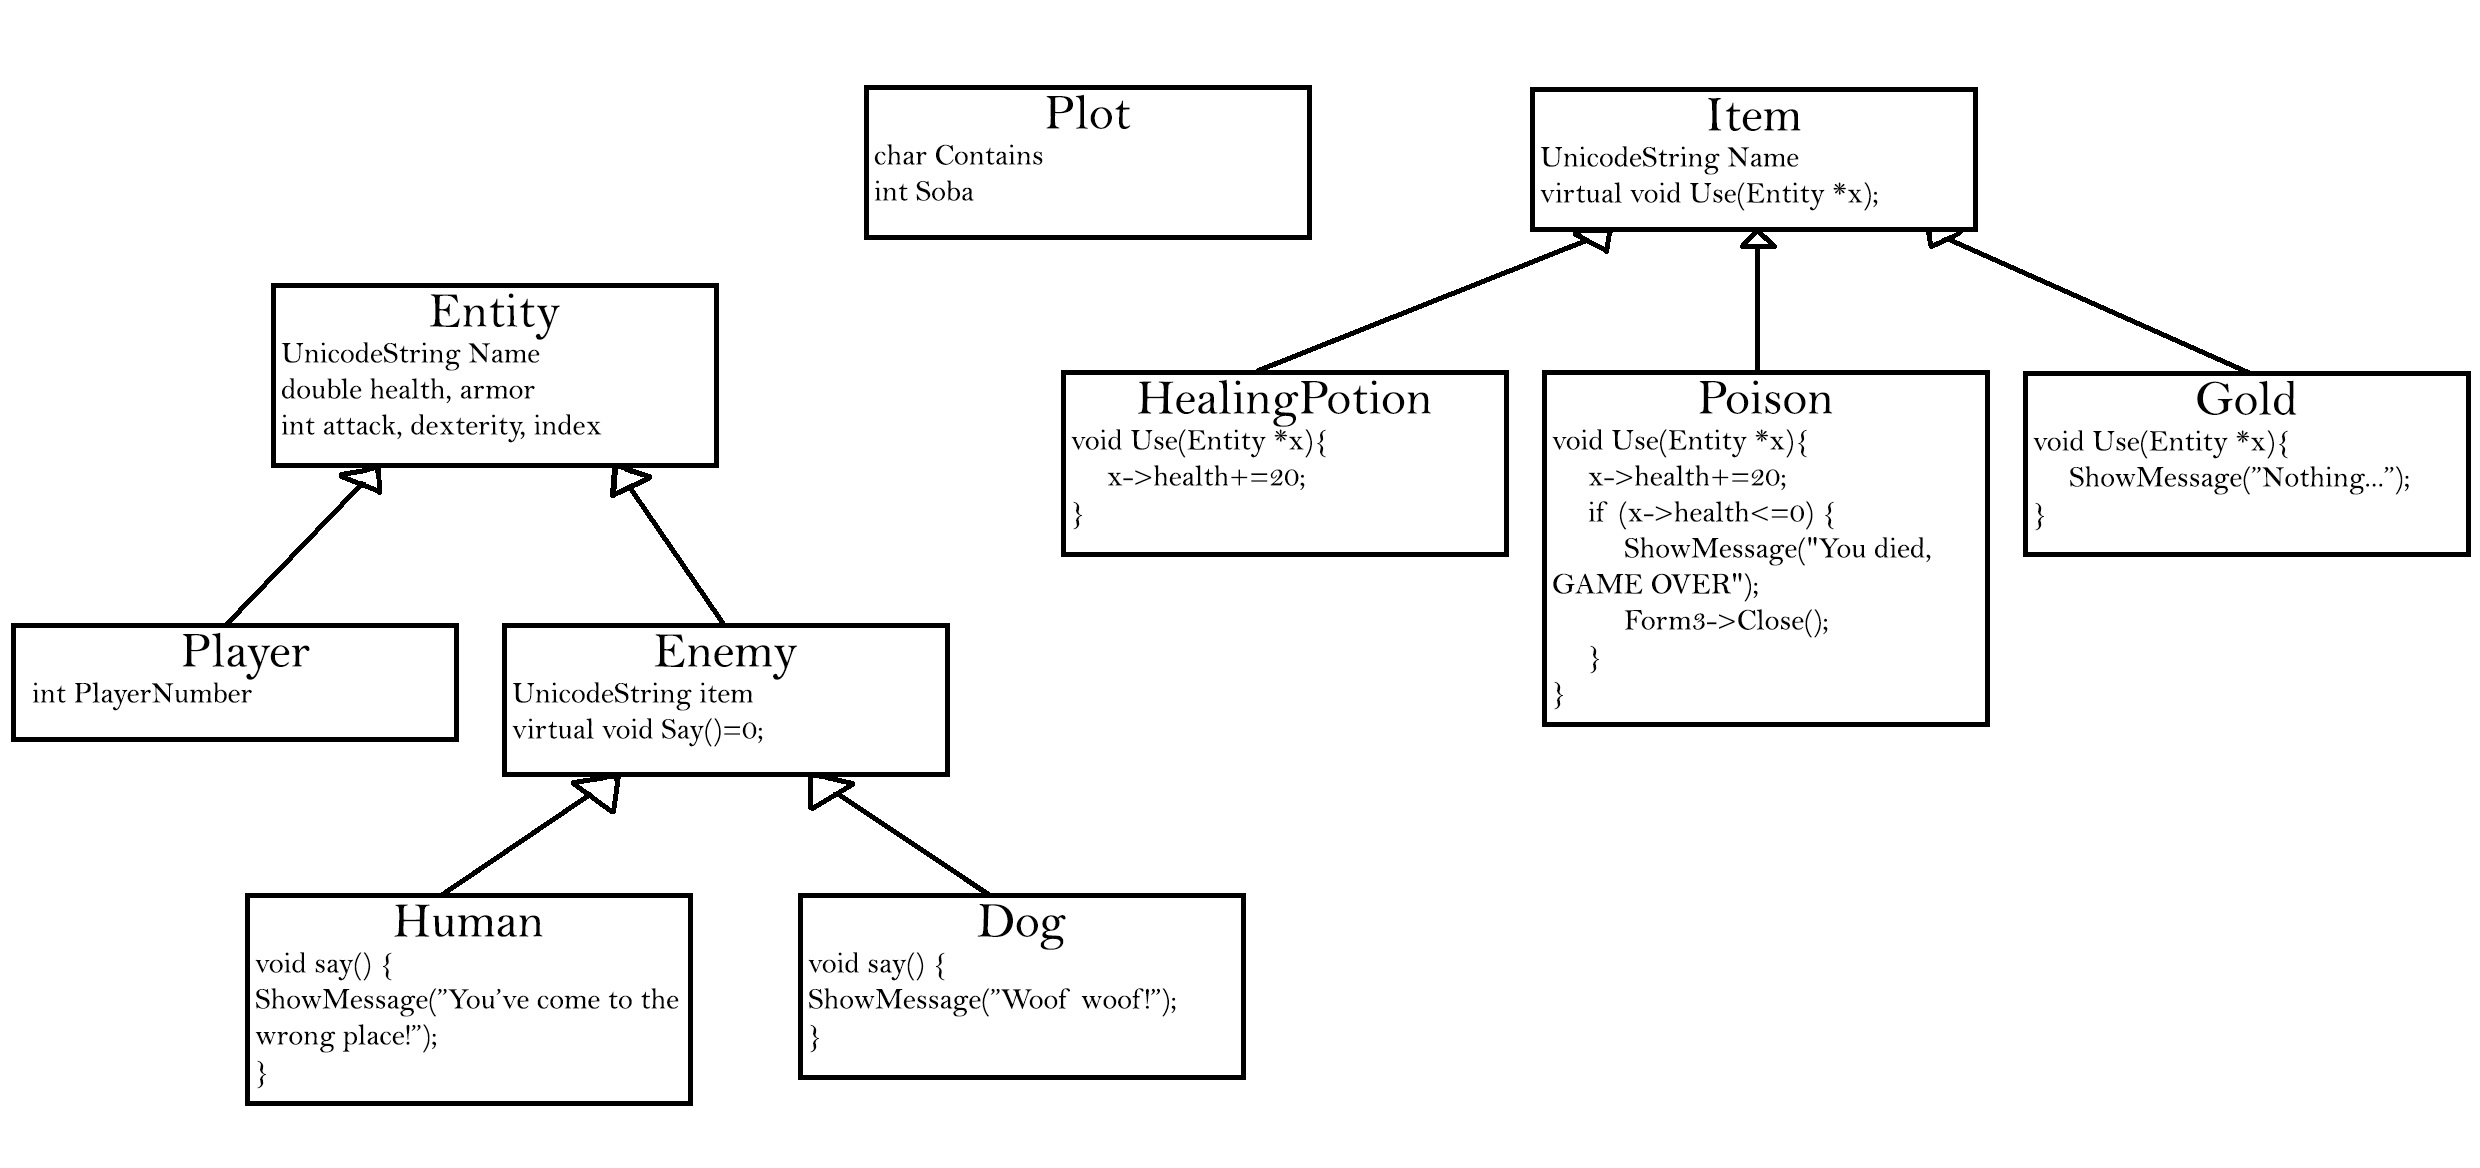 Plot
char Contains
int Soba
Item
UnicodeString Name
virtual void Use(Entity *x);
Entity
UnicodeString Name
double health, armor
int attack, dexterity, index
HealingPotion
void Use(Entity *x){
x->health+=20;
}
Poison
void Use(Entity *x){
x->health+=20;
if (x->health<=0) {
ShowMessage("You died,
GAME OVER");
Form3->Close();
}
}
Gold
void Use(Entity *x){
ShowMessage(”Nothing...”);
}
Player
int PlayerNumber
Enemy
UnicodeString item
virtual void Say()=0;
Human
void say() {
ShowMessage(”You’ve come to the
wrong place!”);
}
Dog
void say() {
ShowMessage(”Woof woof!”);
}